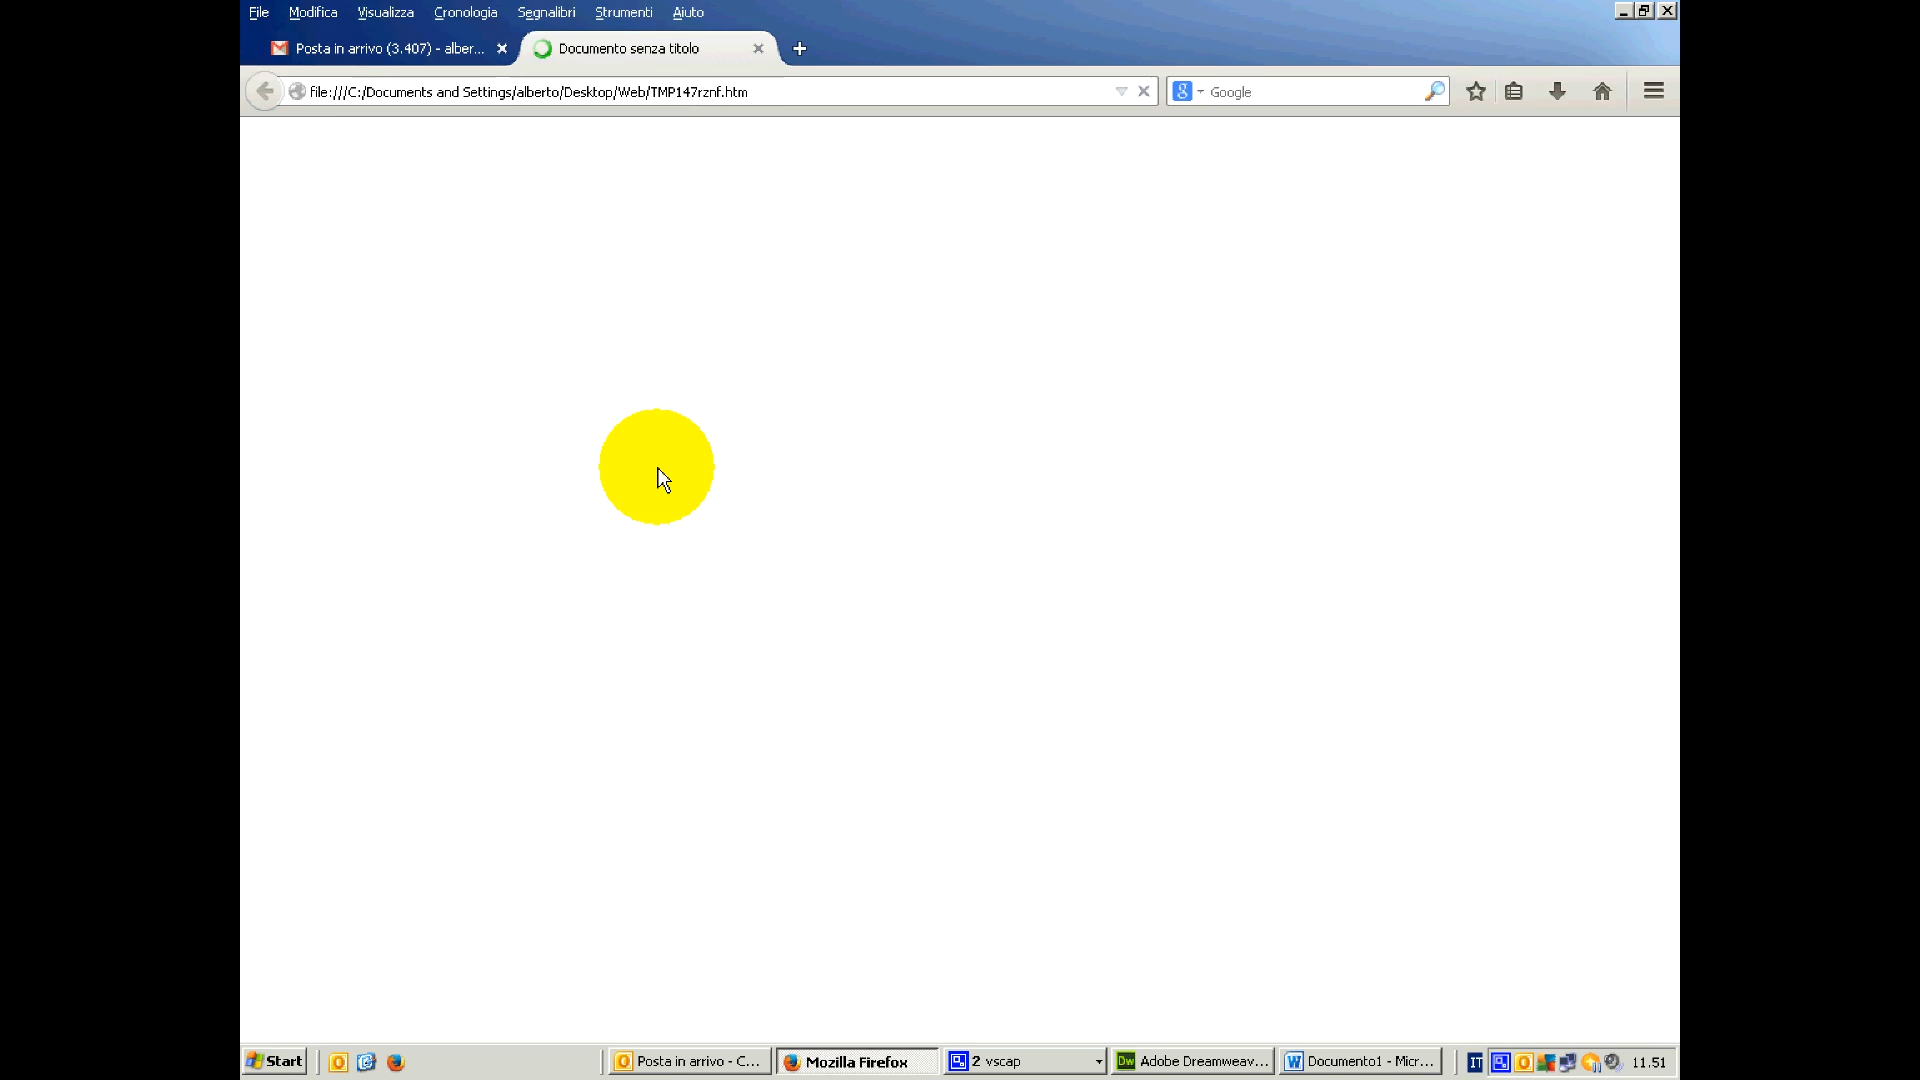 File Modifica Visualizza Cronologia Segnalibri Strumenti Aiuto
Posta in arrivo (3.407) - alber... Documento senza titolo
file:///C:/Documents and Settings/alberto/Desktop/Web/TMP147rznf.htm Google
Start Posta in arrivo - C... Mozilla Firefox 2 vscap Adobe Dreamweav... Documento1 - Micr... IT 11.51